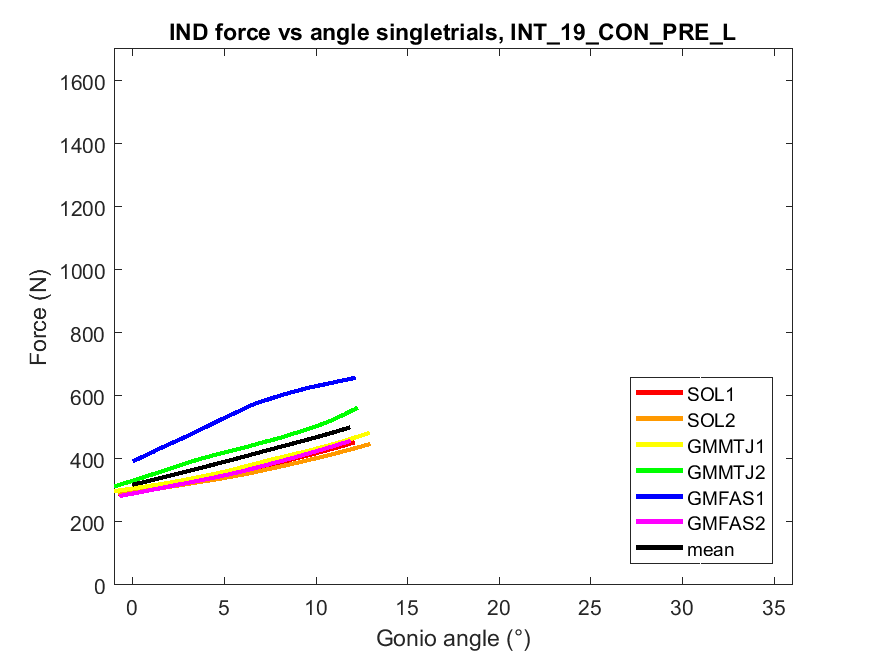 IND force vs angle singletrials, INT_19_CON_PRE_L
1600
1400
1200
1000
800
600
400
200
0
Force (N)
0 5 10 15 20 25 30 35
Gonio angle (°)
SOL1
SOL2
GMMTJ1
GMMTJ2
GMFAS1
GMFAS2
mean